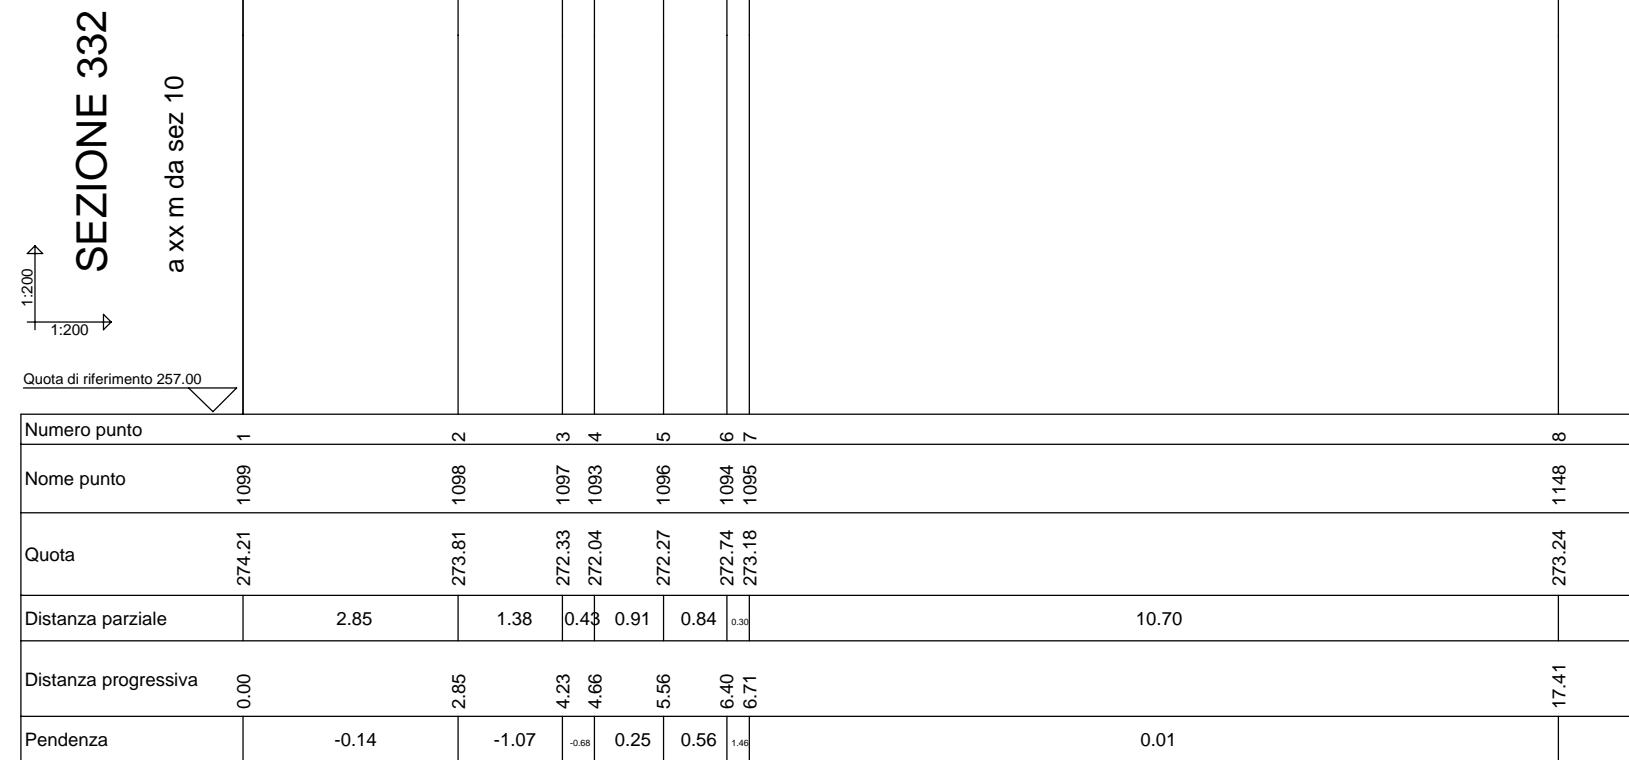 SEZIONE 332
a xx m da sez 10
1:200
1:200
Quota di riferimento 257.00
Numero punto 1 2 3 4 5 6 7 8
Nome punto 1099 1098 1097 1093 1096 1094 1095 1148
Quota 274.21 273.81 272.33 272.04 272.27 272.74 273.18 273.24
Distanza parziale 2.85 1.38 0.43 0.91 0.84 0.30 10.70
Distanza progressiva 0.00 2.85 4.23 4.66 5.56 6.40 6.71 17.41
Pendenza -0.14 -1.07 -0.68 0.25 0.56 1.46 0.01